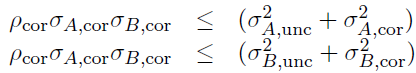 ρ_cor σ_A,cor σ_B,cor ≤ (σ²_A,unc + σ²_A,cor)
ρ_cor σ_A,cor σ_B,cor ≤ (σ²_B,unc + σ²_B,cor)